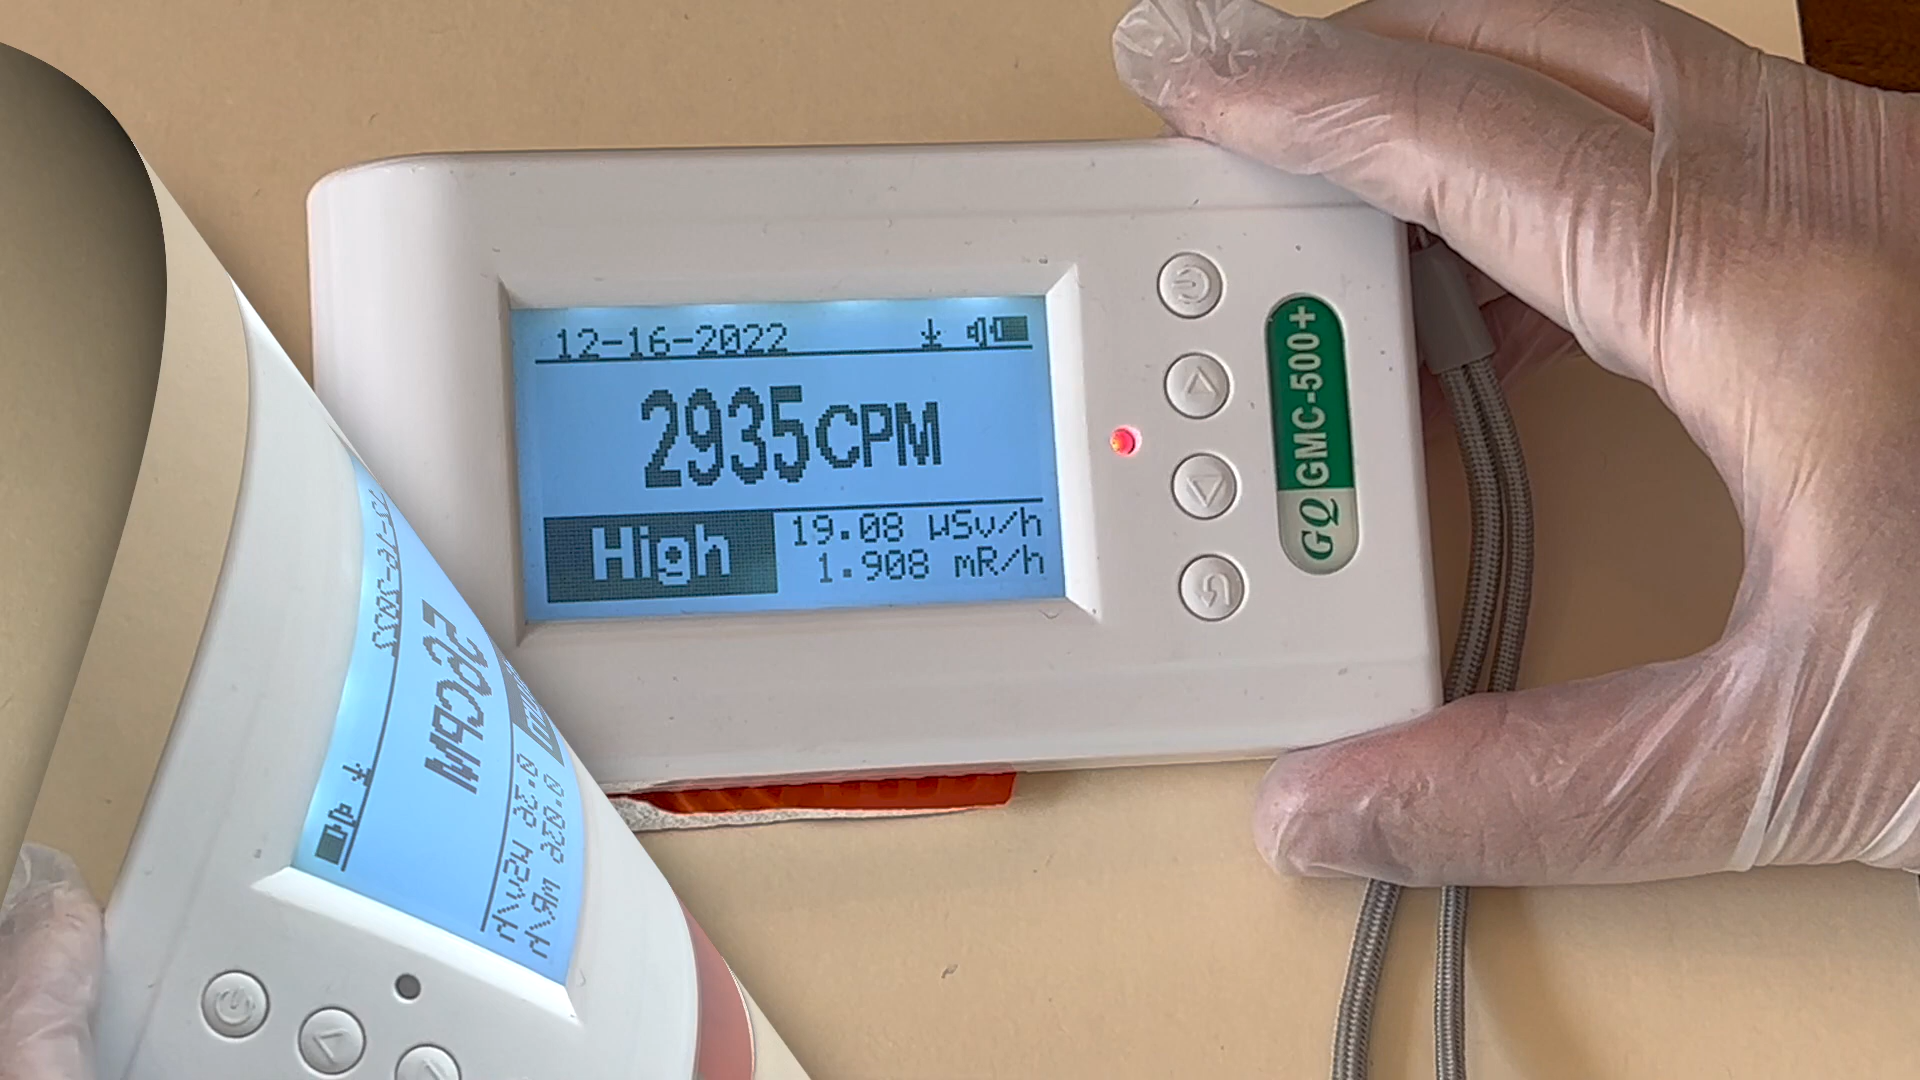 12-16-2022
2935CPM
High
19.08 µSv/h
1.908 mR/h
GQ GMC-500+